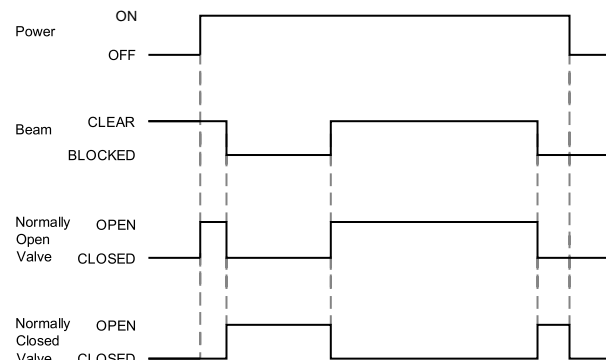 ON
Power
OFF
CLEAR
Beam
BLOCKED
Normally
Open
Valve
OPEN
CLOSED
Normally
Closed
Valve
OPEN
CLOSED